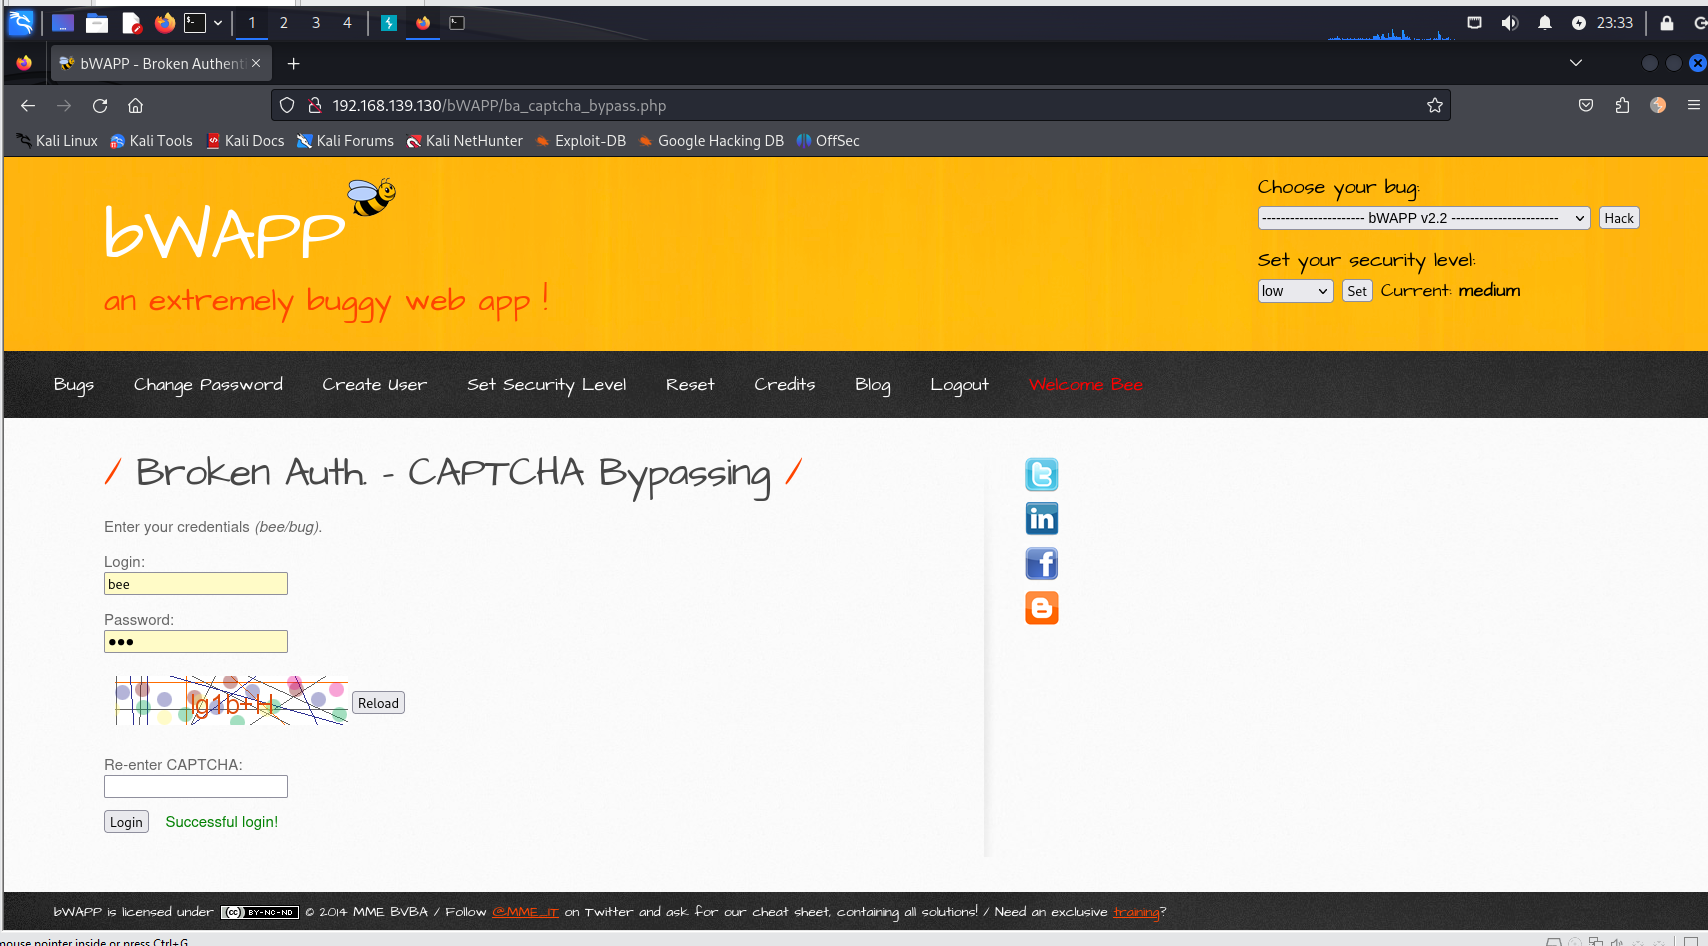 1 2 3 4 23:33
bWAPP - Broken Authenti
192.168.139.130/bWAPP/ba_captcha_bypass.php
Kali Linux Kali Tools Kali Docs Kali Forums Kali NetHunter Exploit-DB Google Hacking DB OffSec
bWAPP
an extremely buggy web app !
Choose your bug:
---------------------- bWAPP v2.2 ----------------------- Hack
Set your security level:
low Set Current: medium
Bugs Change Password Create User Set Security Level Reset Credits Blog Logout Welcome Bee
/ Broken Auth. - CAPTCHA Bypassing /
Enter your credentials (bee/bug).
Login:
bee
Password:
lg1b+H Reload
Re-enter CAPTCHA:
Login Successful login!
bWAPP is licensed under (cc) BY-NC-ND © 2014 MME BVBA / Follow @MME_IT on Twitter and ask for our cheat sheet, containing all solutions! / Need an exclusive training?
mouse pointer inside or press Ctrl+G.